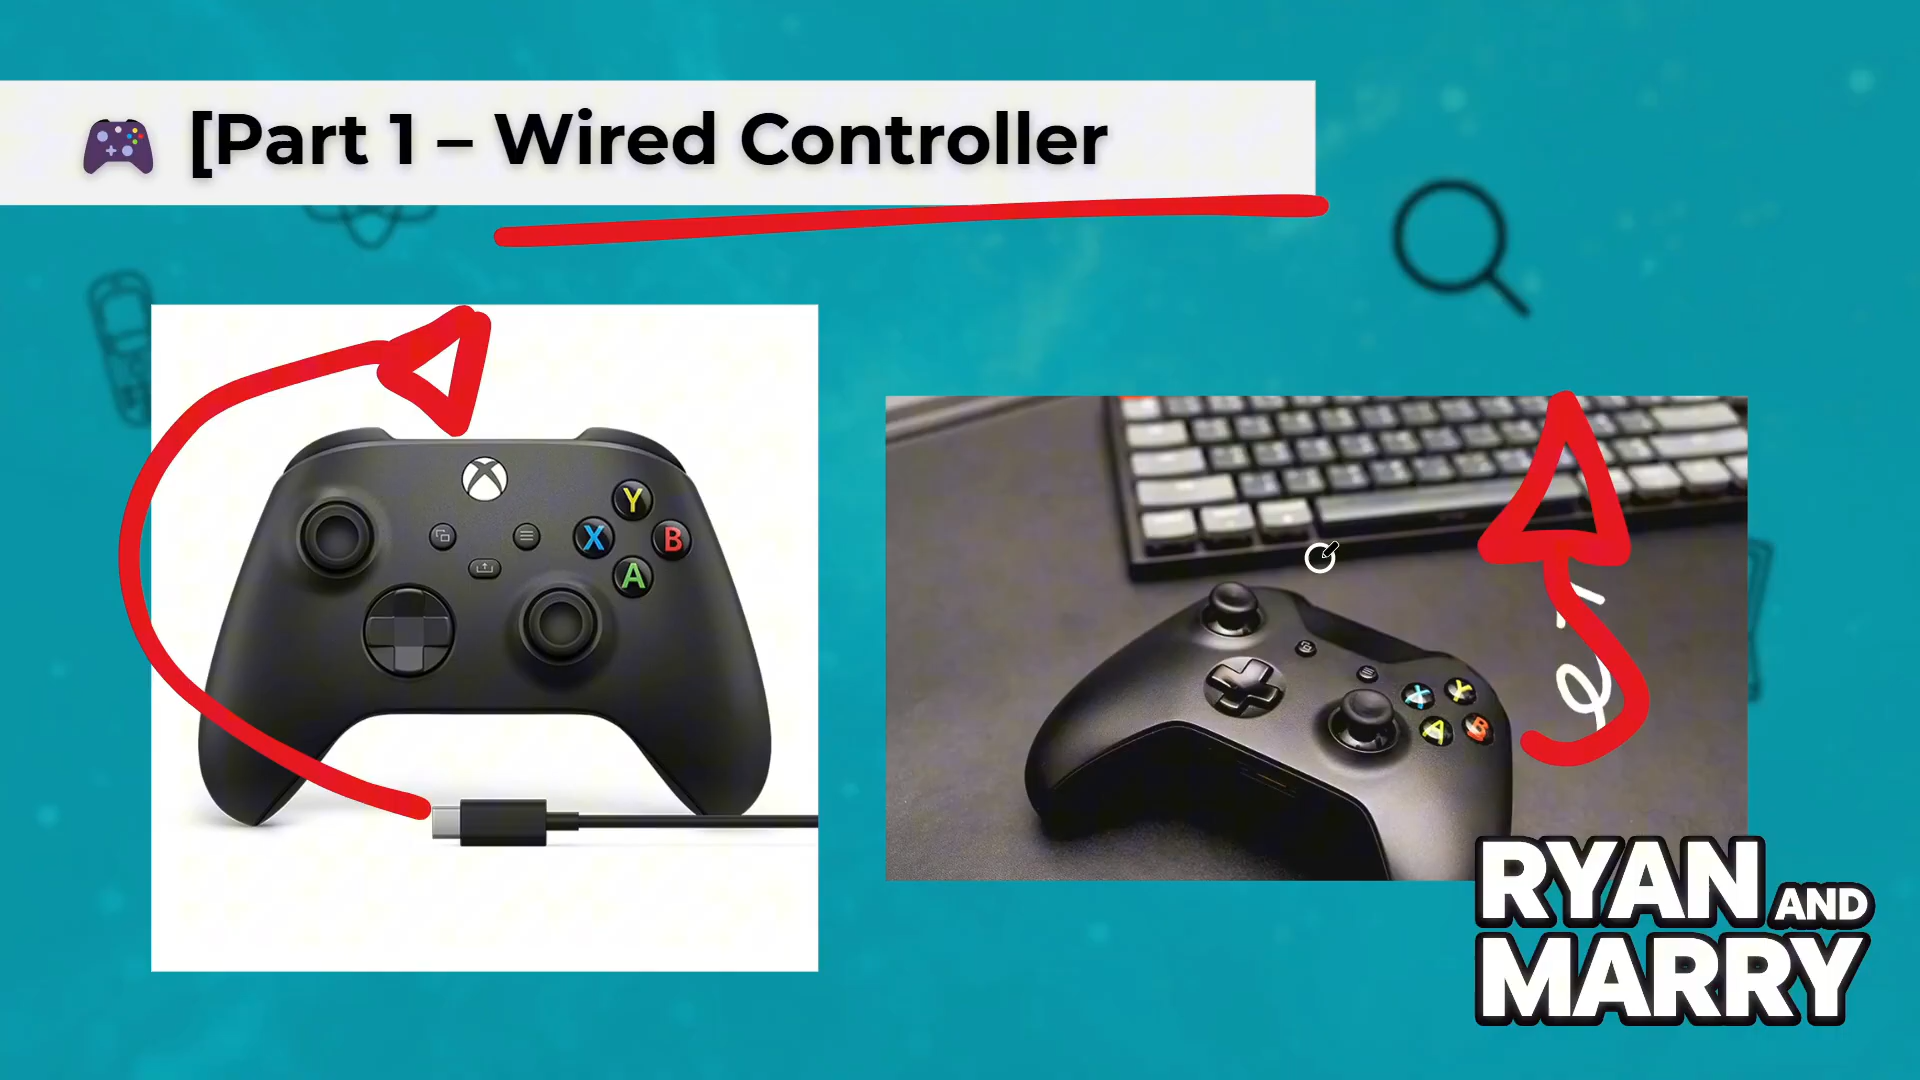 [Part 1 – Wired Controller
Y
X B
A
X Y
A B
RYAN AND
MARRY